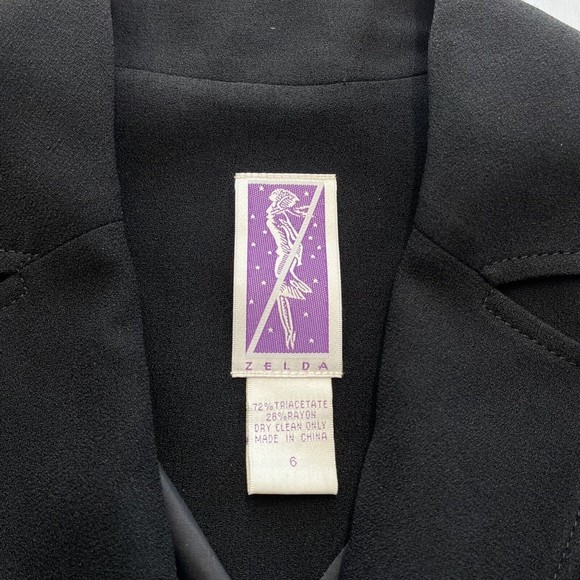 ZELDA
72% TRIACETATE
28% RAYON
DRY CLEAN ONLY
MADE IN CHINA
6